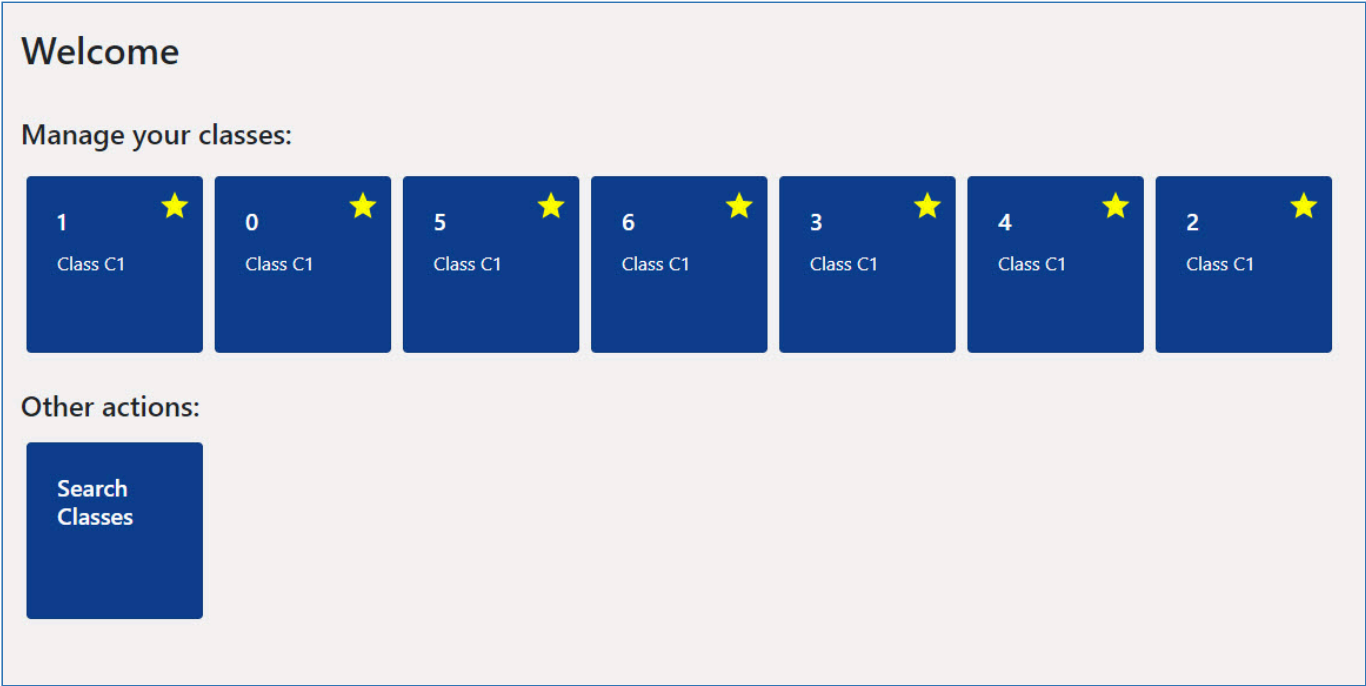 Welcome
Manage your classes:
1
Class C1
0
Class C1
5
Class C1
6
Class C1
3
Class C1
4
Class C1
2
Class C1
Other actions:
Search
Classes